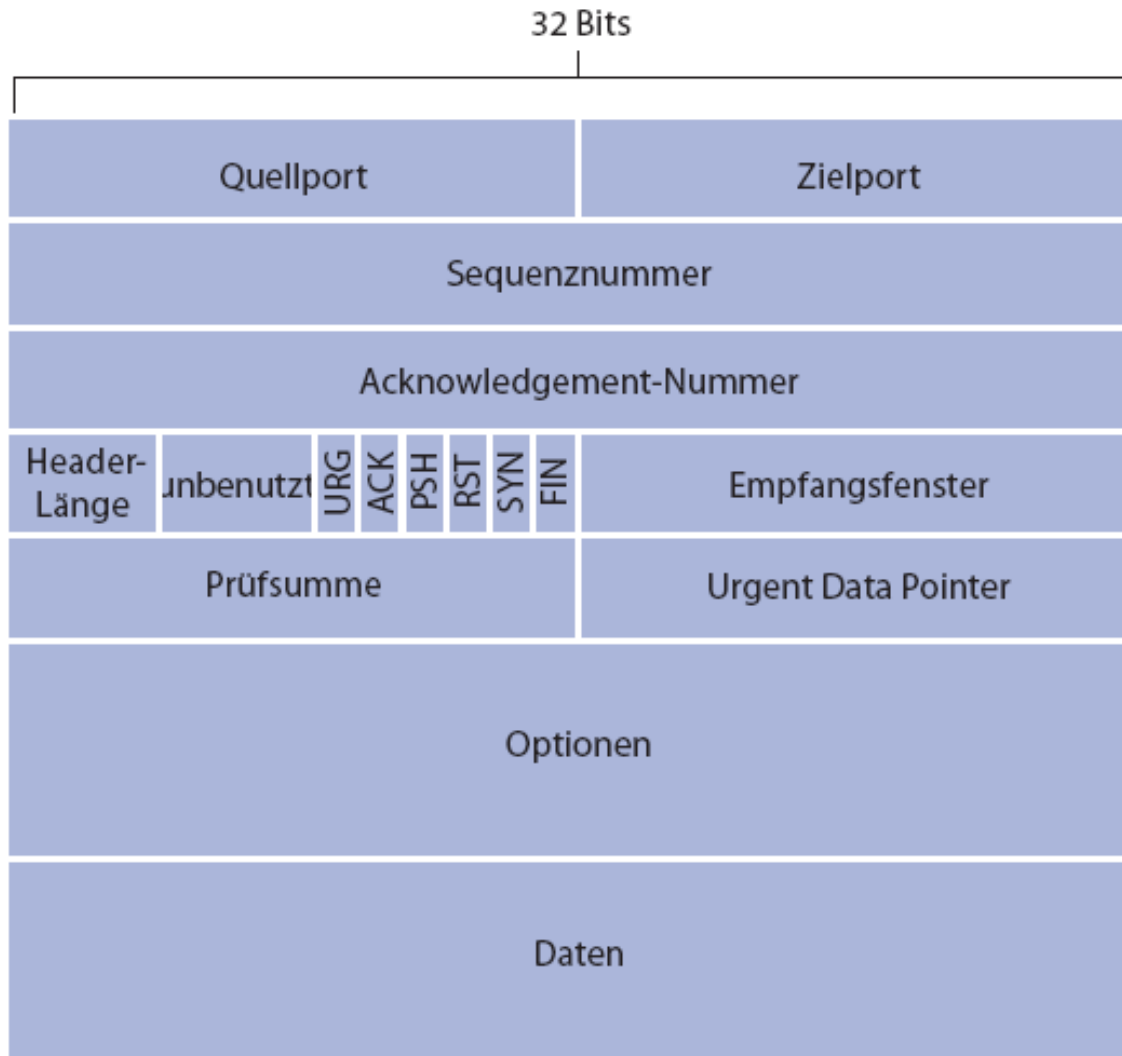 32 Bits
Quellport
Zielport
Sequenznummer
Acknowledgement-Nummer
Header-
Länge
unbenutzt
URG
ACK
PSH
RST
SYN
FIN
Empfangsfenster
Prüfsumme
Urgent Data Pointer
Optionen
Daten